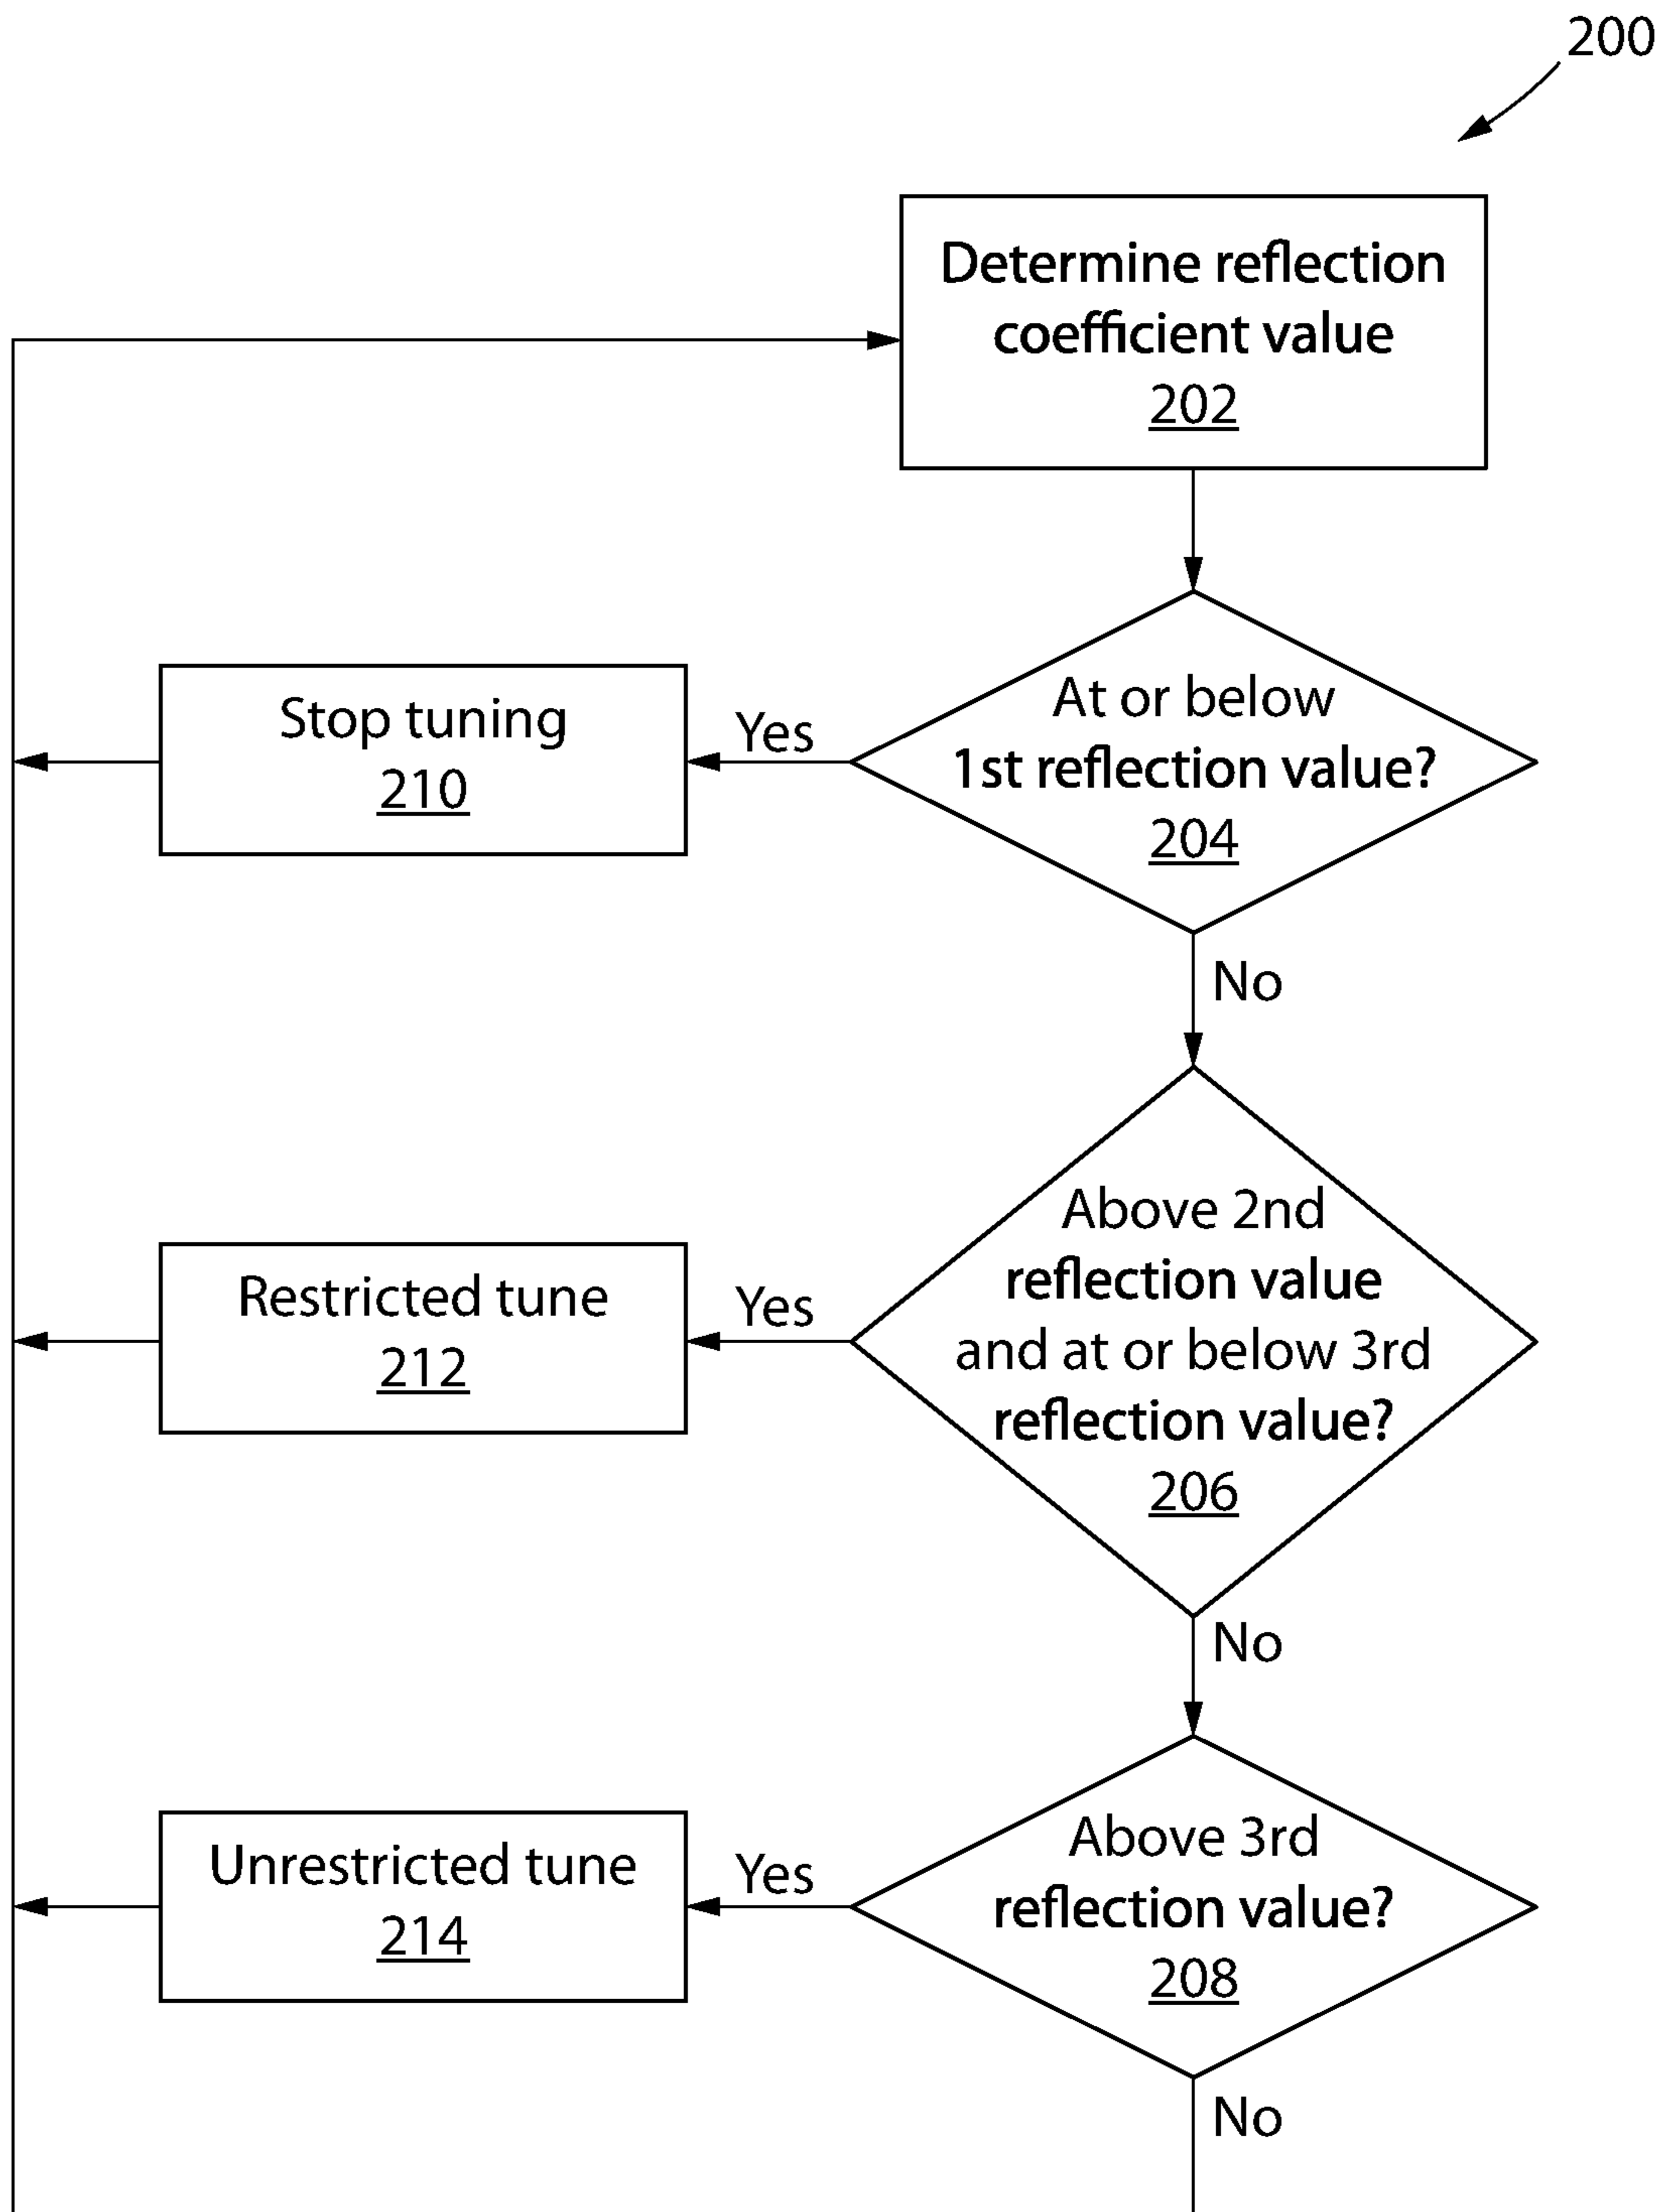 200
Determine reflection
coefficient value
202
At or below
1st reflection value?
204
Yes
Stop tuning
210
No
Above 2nd
reflection value
and at or below 3rd
reflection value?
206
Yes
Restricted tune
212
No
Above 3rd
reflection value?
208
Yes
Unrestricted tune
214
No